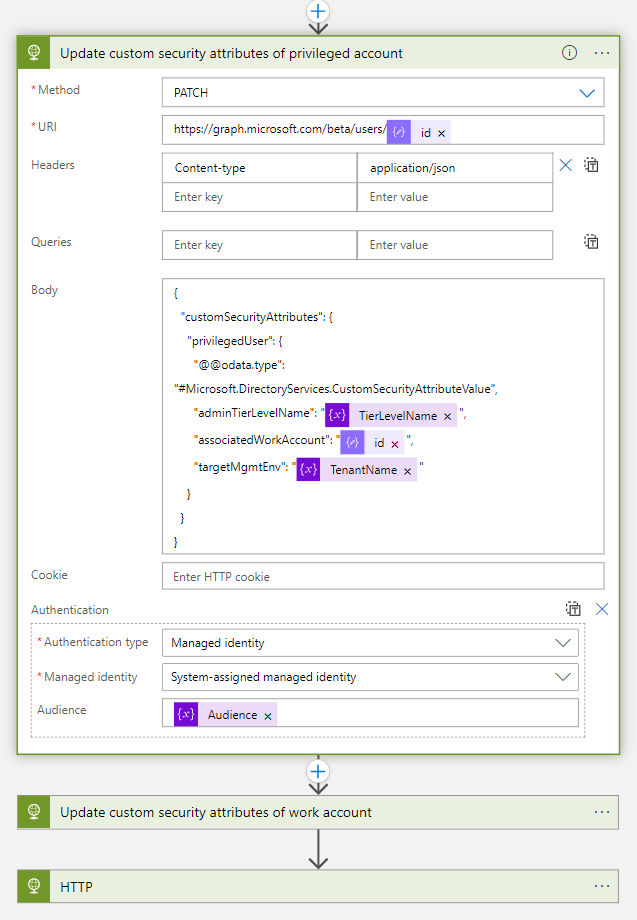 Update custom security attributes of privileged account
* Method
PATCH
* URI
https://graph.microsoft.com/beta/users/ id ×
Headers
Content-type application/json
Enter key Enter value
Queries
Enter key Enter value
Body
{
"customSecurityAttributes": {
"privilegedUser": {
"@@odata.type":
"#Microsoft.DirectoryServices.CustomSecurityAttributeValue",
"adminTierLevelName": "{x} TierLevelName × ",
"associatedWorkAccount": " id × ",
"targetMgmtEnv": "{x} TenantName × "
}
}
}
Cookie
Enter HTTP cookie
Authentication
* Authentication type
Managed identity
* Managed identity
System-assigned managed identity
Audience
{x} Audience ×
Update custom security attributes of work account
HTTP